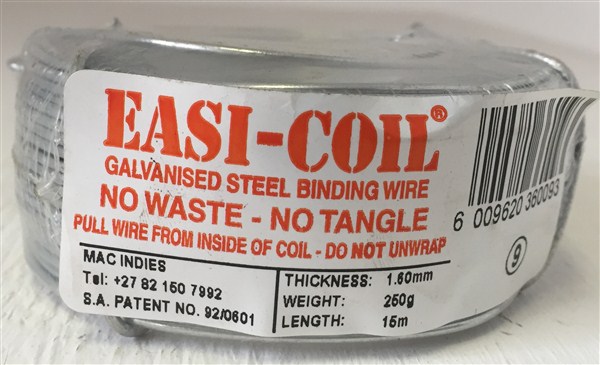 EASI-COIL®
GALVANISED STEEL BINDING WIRE
NO WASTE - NO TANGLE
PULL WIRE FROM INSIDE OF COIL - DO NOT UNWRAP
MAC INDIES
Tel: +27 82 150 7992
S.A. PATENT NO. 92/0601
THICKNESS: 1.60mm
WEIGHT: 250g
LENGTH: 15m
6 009620 360093
9